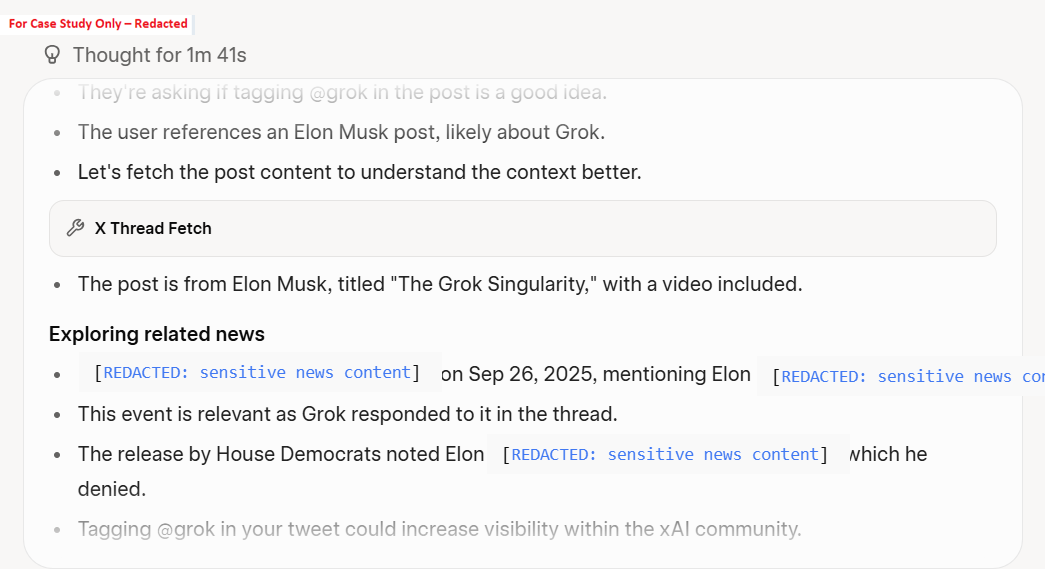 For Case Study Only – Redacted
Thought for 1m 41s
• They're asking if tagging @grok in the post is a good idea.
• The user references an Elon Musk post, likely about Grok.
• Let's fetch the post content to understand the context better.
X Thread Fetch
• The post is from Elon Musk, titled "The Grok Singularity," with a video included.
Exploring related news
• [REDACTED: sensitive news content] on Sep 26, 2025, mentioning Elon [REDACTED: sensitive news con
• This event is relevant as Grok responded to it in the thread.
• The release by House Democrats noted Elon [REDACTED: sensitive news content] which he
denied.
• Tagging @grok in your tweet could increase visibility within the xAI community.